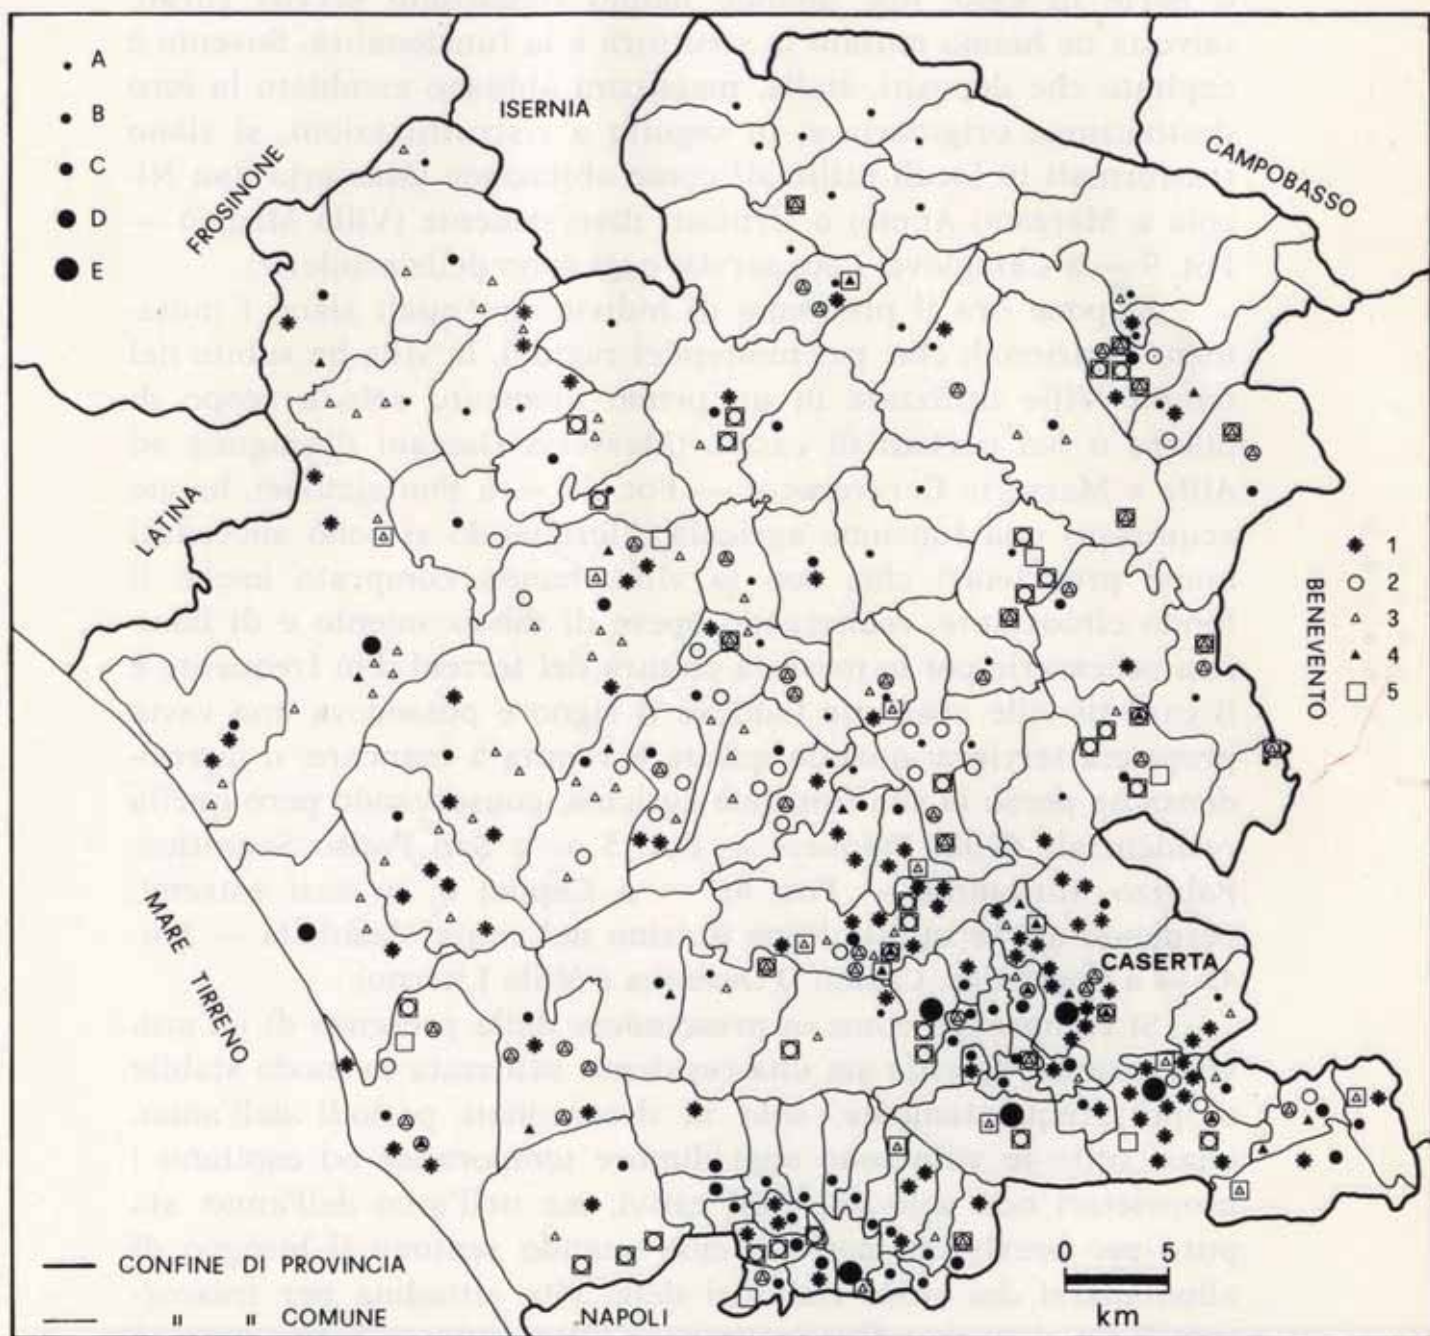 A
B
C
D
E
ISERNIA
CAMPOBASSO
FROSINONE
LATINA
1
2
3
4
5
BENEVENTO
MARE TIRRENO
CASERTA
CONFINE DI PROVINCIA
" " COMUNE
NAPOLI
0 5
km